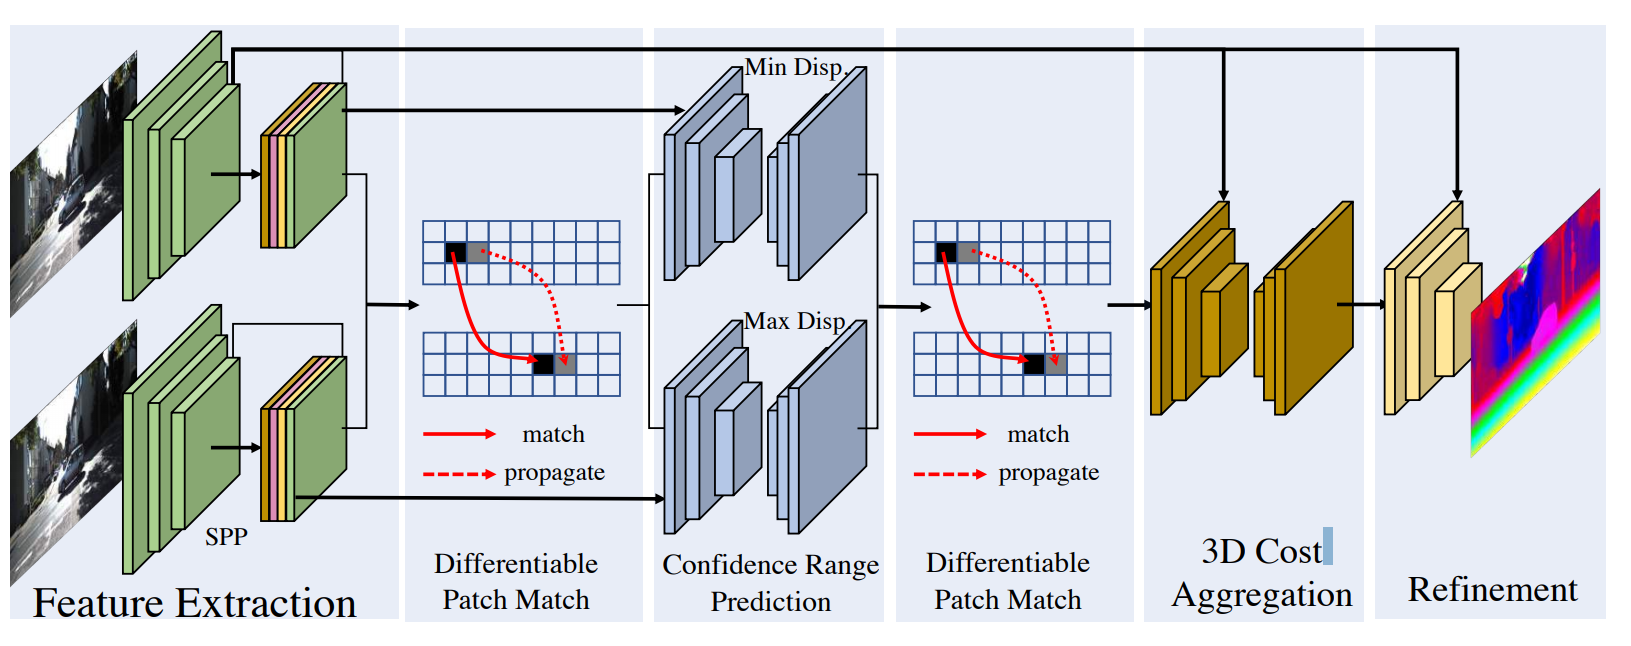 SPP
Feature Extraction
match
propagate
Differentiable
Patch Match
Min Disp.
Max Disp.
Confidence Range
Prediction
match
propagate
Differentiable
Patch Match
3D Cost
Aggregation
Refinement